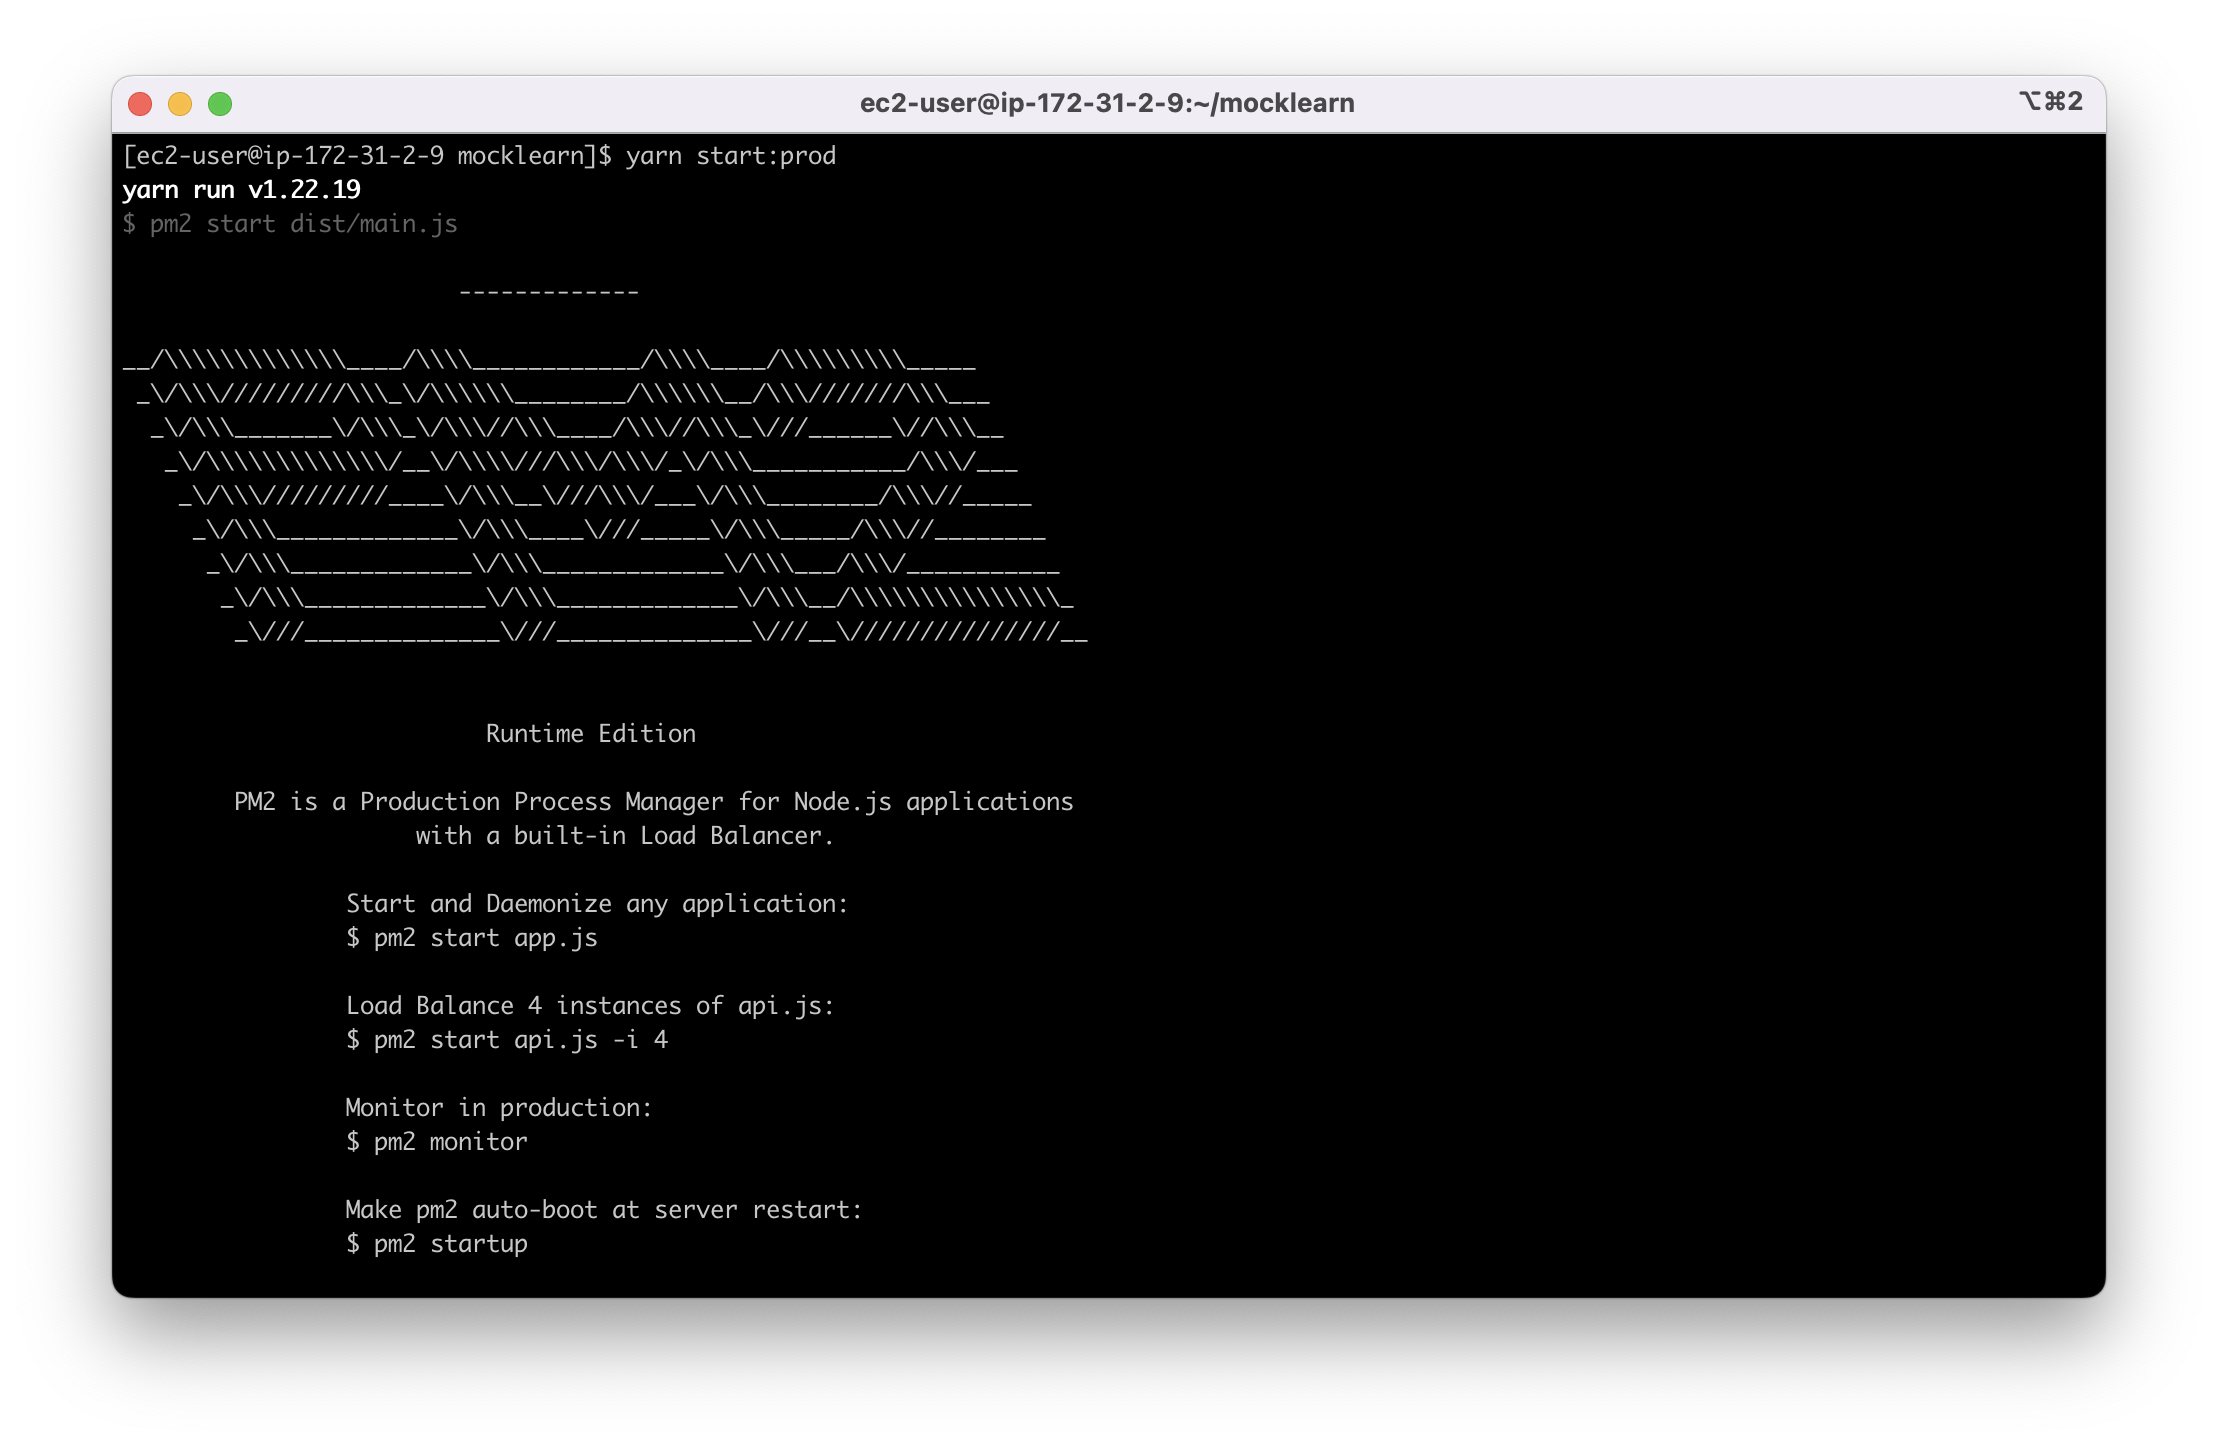 ec2-user@ip-172-31-2-9:~/mocklearn
⌥⌘2
[ec2-user@ip-172-31-2-9 mocklearn]$ yarn start:prod
yarn run v1.22.19
$ pm2 start dist/main.js
-------------
__/\\\\\\\\\\\\\____/\\\\____________/\\\\____/\\\\\\\\\_____
_\/\\\/////////\\\_\/\\\\\\________/\\\\\\__/\\\///////\\\___
_\/\\\_______\/\\\_\/\\\//\\\____/\\\//\\\_\///______\//\\\__
_\/\\\\\\\\\\\\\/__\/\\\\///\\\/\\\/_\/\\\___________/\\\/___
_\/\\\/////////____\/\\\__\///\\\/___\/\\\________/\\\//_____
_\/\\\_____________\/\\\____\///_____\/\\\_____/\\\//________
_\/\\\_____________\/\\\_____________\/\\\___/\\\/___________
_\/\\\_____________\/\\\_____________\/\\\__/\\\\\\\\\\\\\\\_
_\///______________\///______________\///__\///////////////__
Runtime Edition
PM2 is a Production Process Manager for Node.js applications
with a built-in Load Balancer.
Start and Daemonize any application:
$ pm2 start app.js
Load Balance 4 instances of api.js:
$ pm2 start api.js -i 4
Monitor in production:
$ pm2 monitor
Make pm2 auto-boot at server restart:
$ pm2 startup